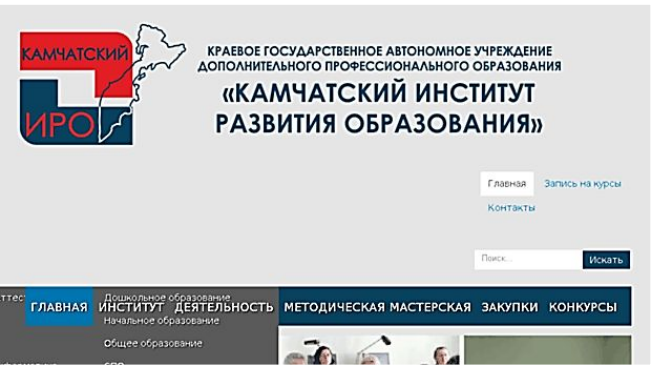 КАМЧАТСКИЙ
ИРО
КРАЕВОЕ ГОСУДАРСТВЕННОЕ АВТОНОМНОЕ УЧРЕЖДЕНИЕ
ДОПОЛНИТЕЛЬНОГО ПРОФЕССИОНАЛЬНОГО ОБРАЗОВАНИЯ
«КАМЧАТСКИЙ ИНСТИТУТ
РАЗВИТИЯ ОБРАЗОВАНИЯ»
Главная Запись на курсы
Контакты
Поиск... Искать
ГЛАВНАЯ ИНСТИТУТ ДЕЯТЕЛЬНОСТЬ МЕТОДИЧЕСКАЯ МАСТЕРСКАЯ ЗАКУПКИ КОНКУРСЫ
Дошкольное образование
Начальное образование
Общее образование